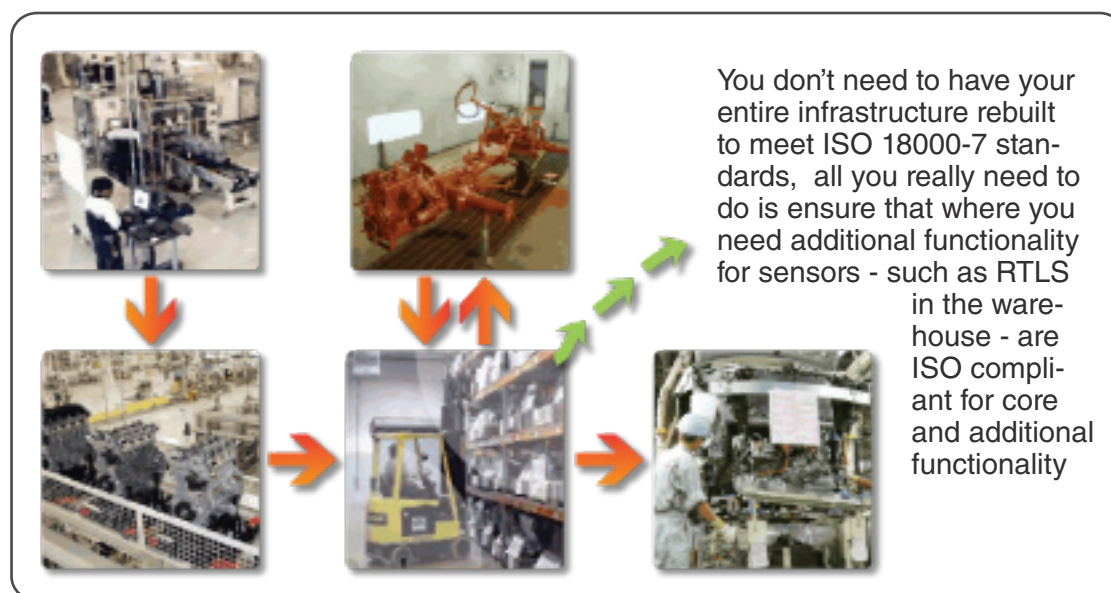 You don’t need to have your
entire infrastructure rebuilt
to meet ISO 18000-7 stan-
dards,  all you really need to
do is ensure that where you
need additional functionality
for sensors - such as RTLS
in the ware-
house - are
ISO compli-
ant for core
and additional
functionality